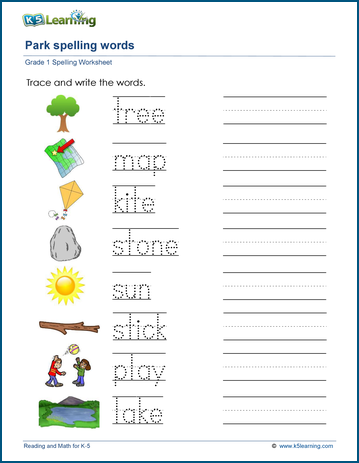 K5 Learning
Park spelling words
Grade 1 Spelling Worksheet
Trace and write the words.
tree
map
kite
stone
sun
stick
play
lake
Reading and Math for K-5
© www.k5learning.com